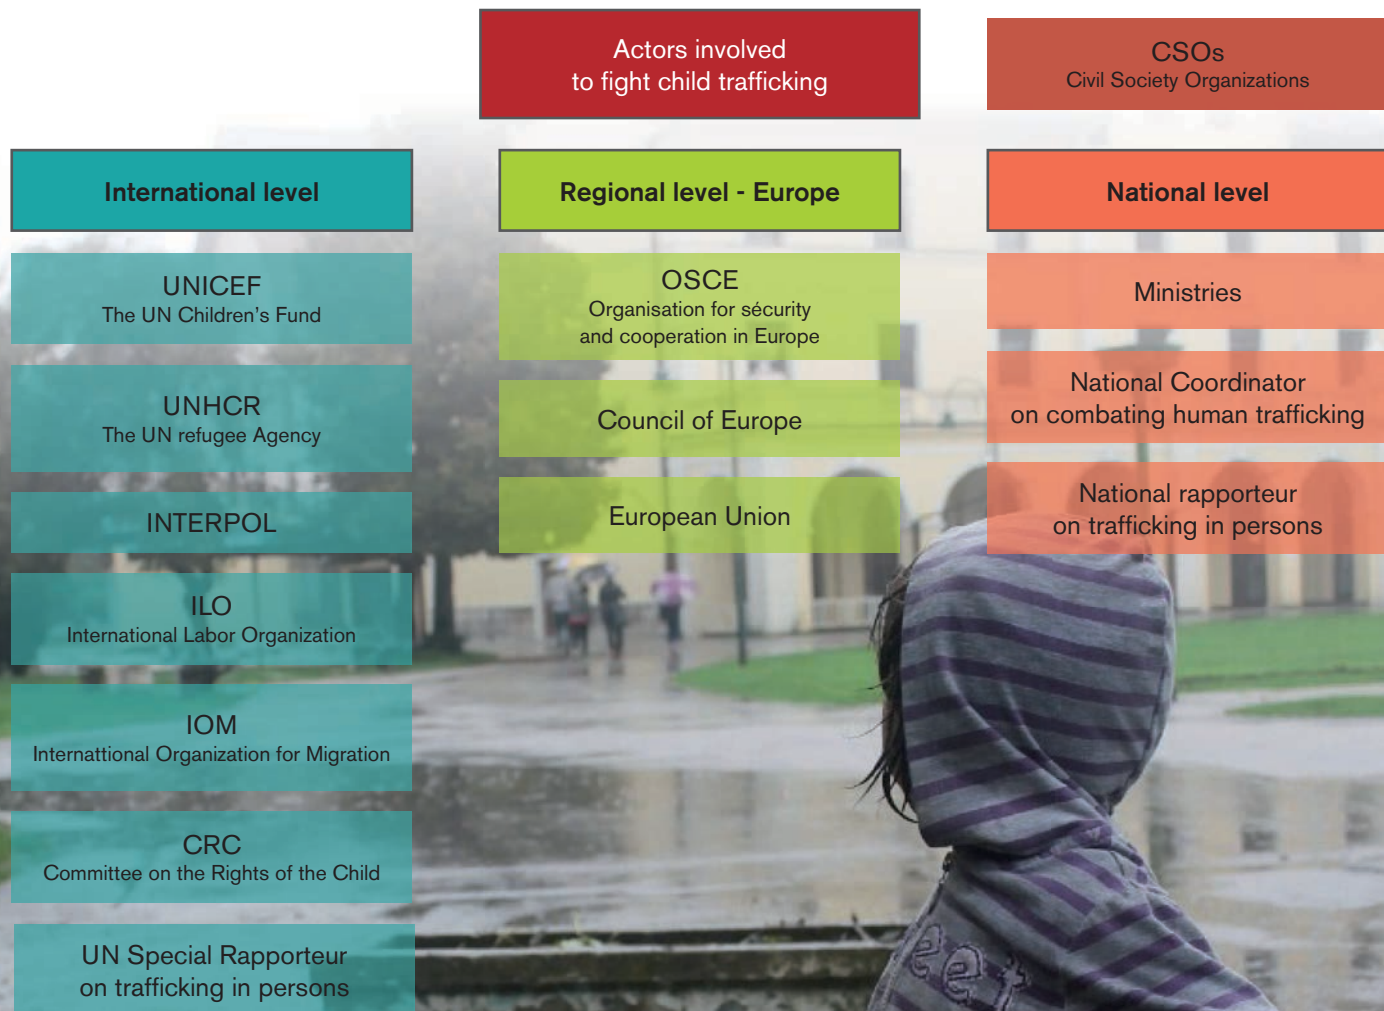 Actors involved
to fight child trafficking
CSOs
Civil Society Organizations
International level
UNICEF
The UN Children's Fund
UNHCR
The UN refugee Agency
INTERPOL
ILO
International Labor Organization
IOM
Internattional Organization for Migration
CRC
Committee on the Rights of the Child
UN Special Rapporteur
on trafficking in persons
Regional level - Europe
OSCE
Organisation for sécurity
and cooperation in Europe
Council of Europe
European Union
National level
Ministries
National Coordinator
on combating human trafficking
National rapporteur
on trafficking in persons
eet